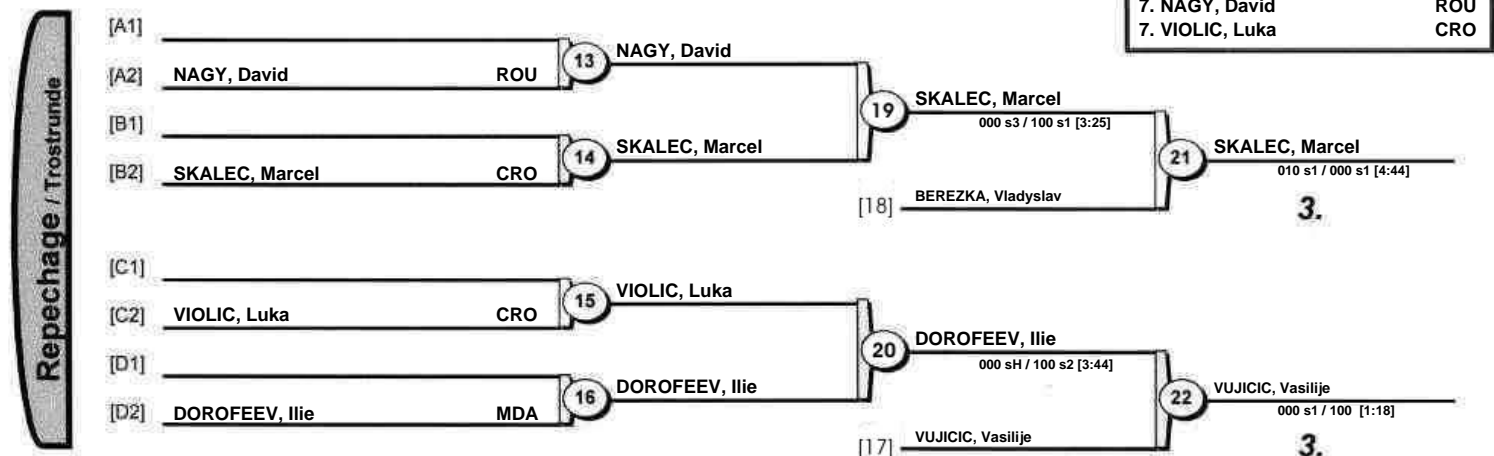 7. NAGY, David ROU
7. VIOLIC, Luka CRO
Repechage / Trostrunde
[A1]
[A2] NAGY, David ROU
13 NAGY, David
[B1]
[B2] SKALEC, Marcel CRO
14 SKALEC, Marcel
19 SKALEC, Marcel
000 s3 / 100 s1 [3:25]
[18] BEREZKA, Vladyslav
21 SKALEC, Marcel
010 s1 / 000 s1 [4:44]
3.
[C1]
[C2] VIOLIC, Luka CRO
15 VIOLIC, Luka
[D1]
[D2] DOROFEEV, Ilie MDA
16 DOROFEEV, Ilie
20 DOROFEEV, Ilie
000 sH / 100 s2 [3:44]
[17] VUJICIC, Vasilije
22 VUJICIC, Vasilije
000 s1 / 100 [1:18]
3.